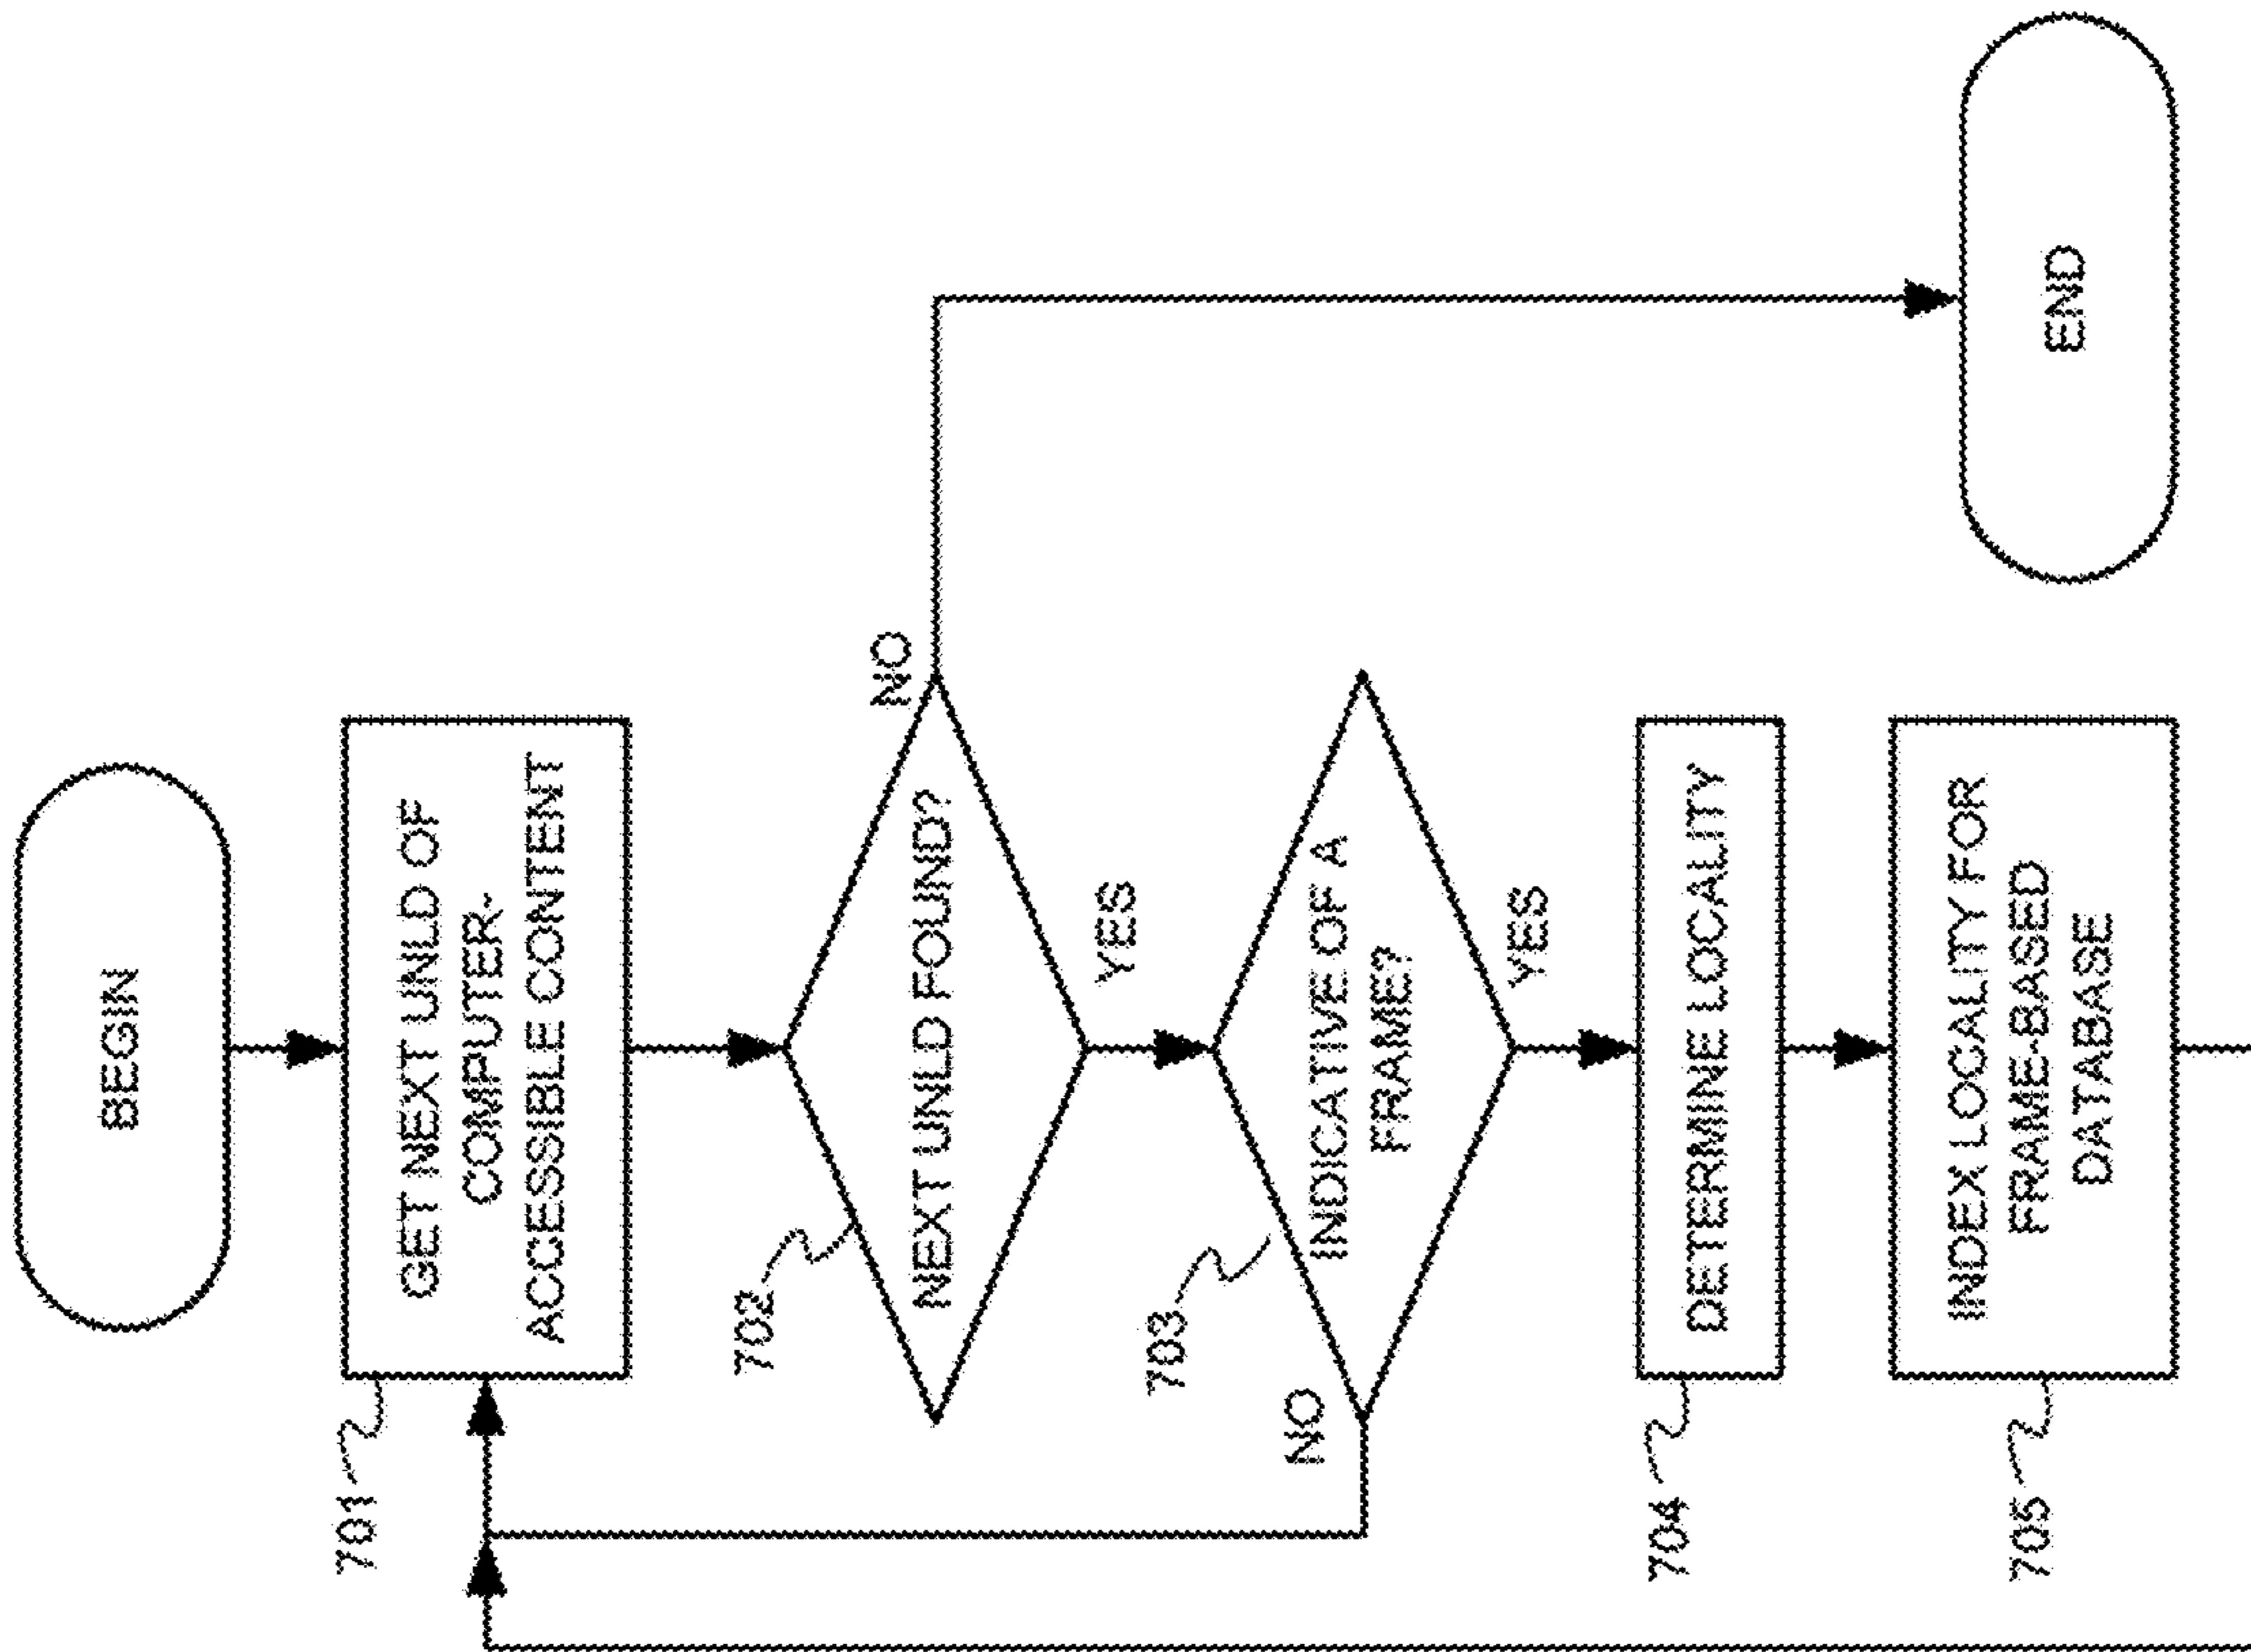 BEGIN
701
GET NEXT UNLD OF
COMPUTER-
ACCESSIBLE CONTENT
702
NEXT UNLD FOUND?
NO
YES
703
INDICATIVE OF A
FRAME?
NO
YES
704
DETERMINE LOCALITY
705
INDEX LOCALITY FOR
FRAME-BASED
DATABASE
END